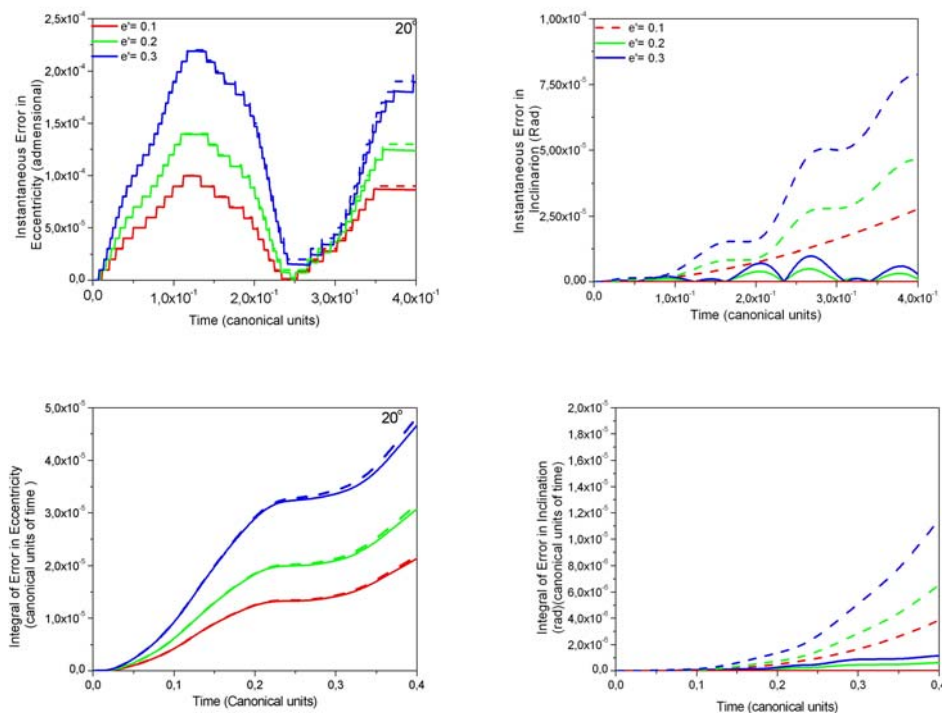 2,5x10⁻⁴
2,0x10⁻⁴
1,5x10⁻⁴
1,0x10⁻⁴
5,0x10⁻⁵
0,0
e'= 0.1
e'= 0.2
e'= 0.3
20°
Instantaneous Error in
Eccentricity (admensional)
0,0 1,0x10⁻¹ 2,0x10⁻¹ 3,0x10⁻¹ 4,0x10⁻¹
Time (canonical units)
1,00x10⁻⁴
7,50x10⁻⁵
5,00x10⁻⁵
2,50x10⁻⁵
0,00
e'= 0.1
e'= 0.2
e'= 0.3
Instantaneous Error in
Inclinarion (Rad)
0,0 1,0x10⁻¹ 2,0x10⁻¹ 3,0x10⁻¹ 4,0x10⁻¹
Time (canonical units)
5,0x10⁻⁵
4,0x10⁻⁵
3,0x10⁻⁵
2,0x10⁻⁵
1,0x10⁻⁵
0,0
20°
Integral of Error in Eccentricity
(canonical units of time )
0,0 0,1 0,2 0,3 0,4
Time (Canonical units)
2,0x10⁻⁵
1,8x10⁻⁵
1,6x10⁻⁵
1,4x10⁻⁵
1,2x10⁻⁵
1,0x10⁻⁵
8,0x10⁻⁶
6,0x10⁻⁶
4,0x10⁻⁶
2,0x10⁻⁶
0,0
Integral of Error in Inclination
(rad)(canonical units of time)
0,0 0,1 0,2 0,3 0,4
Time (canonical units)